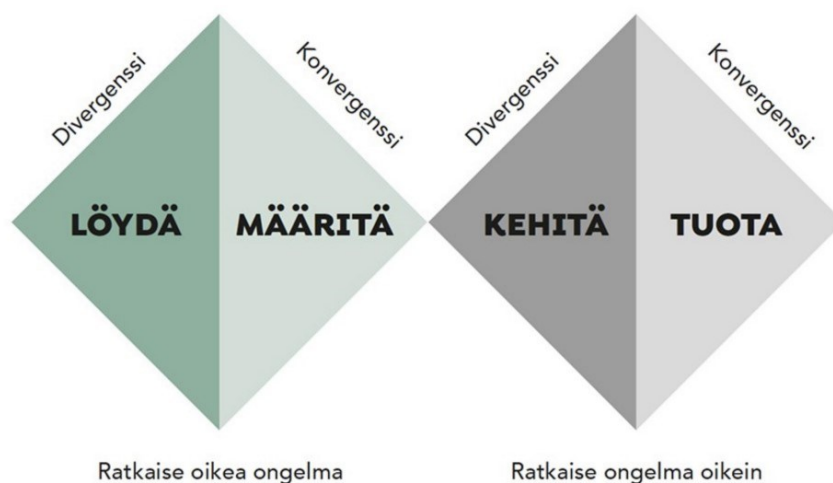 Divergenssi
Konvergenssi
Divergenssi
Konvergenssi
LÖYDÄ
MÄÄRITÄ
KEHITÄ
TUOTA
Ratkaise oikea ongelma
Ratkaise ongelma oikein